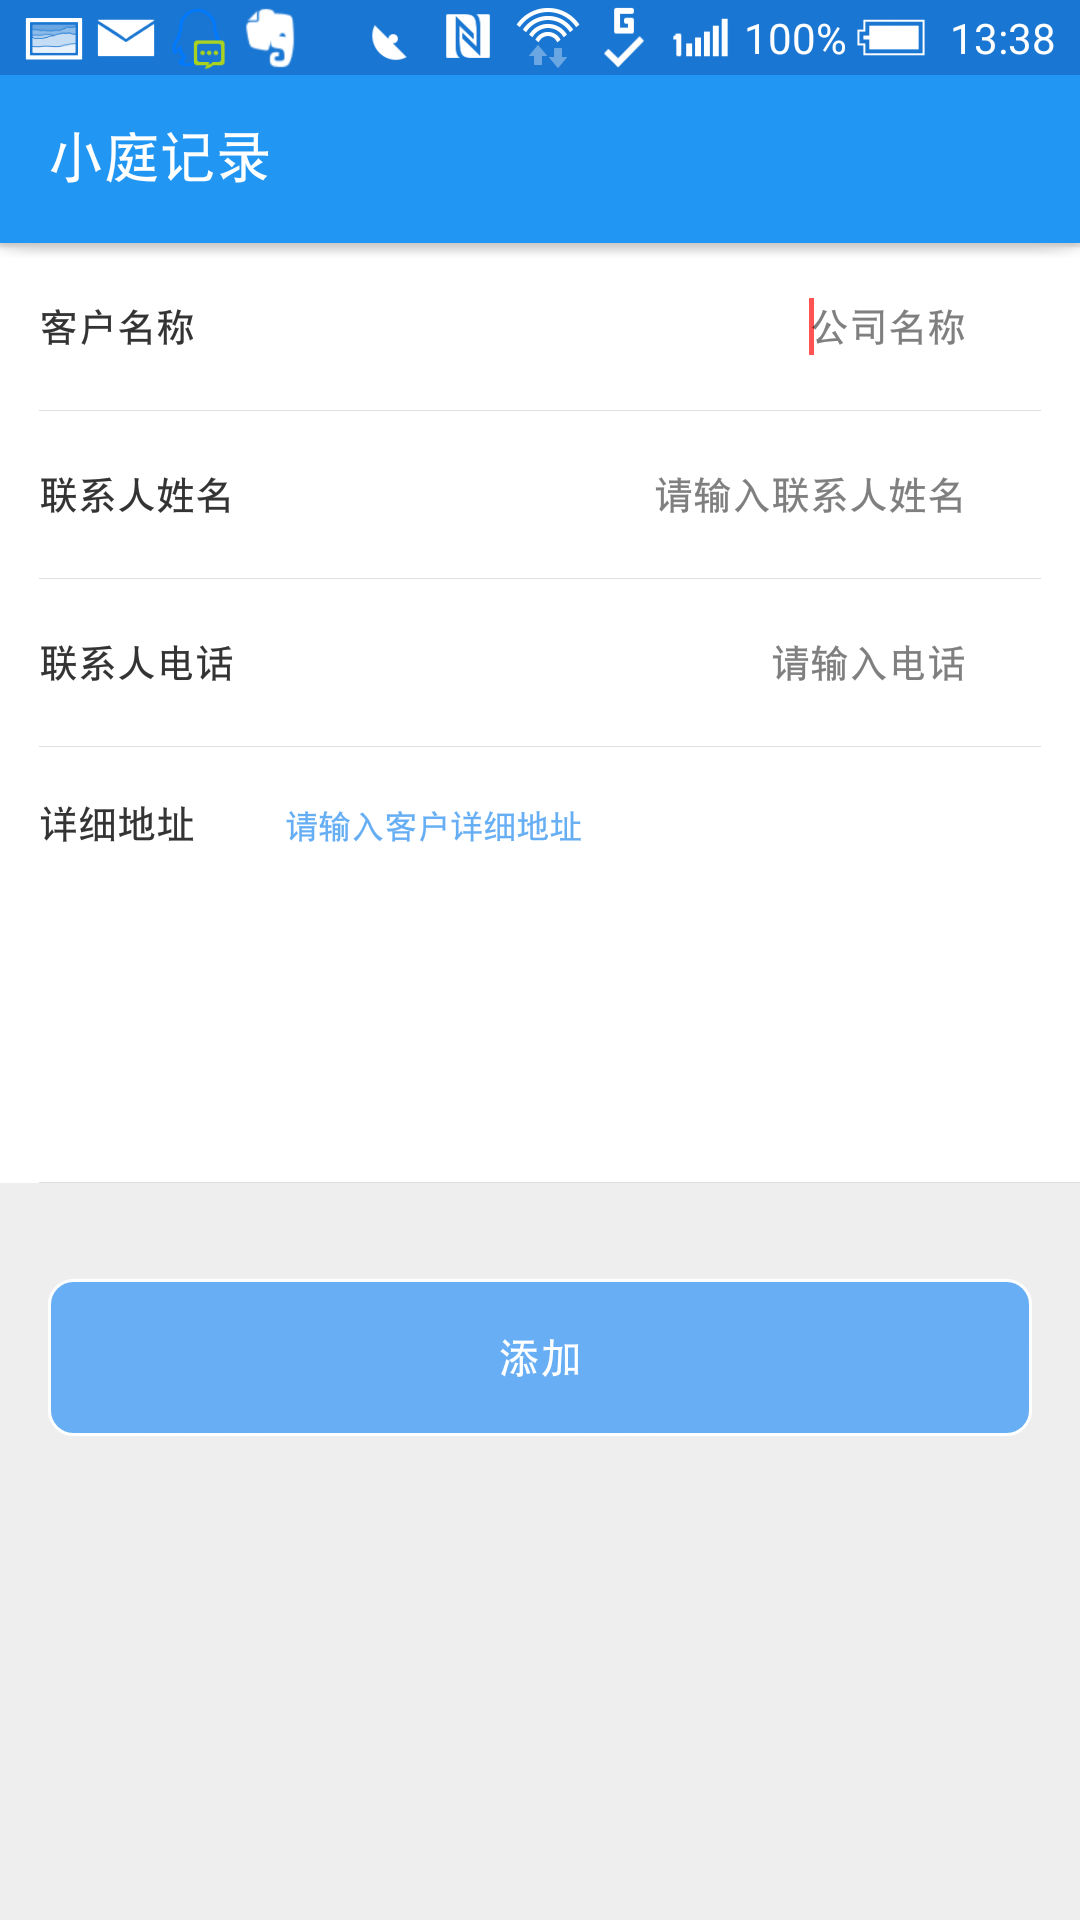 100% 13:38
小庭记录
客户名称 公司名称
联系人姓名 请输入联系人姓名
联系人电话 请输入电话
详细地址 请输入客户详细地址
添加